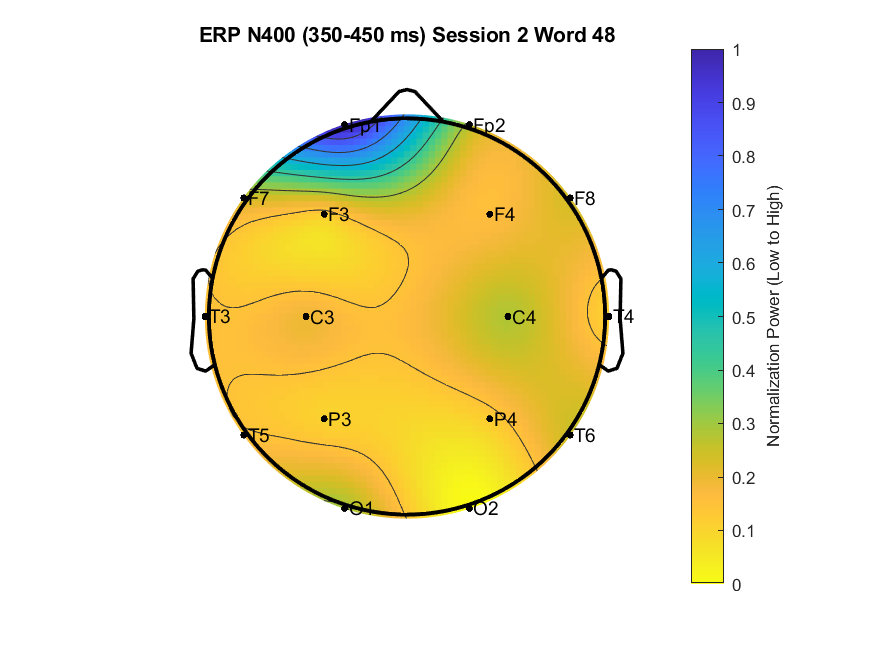 ERP N400 (350-450 ms) Session 2 Word 48
Fp1
Fp2
F7
F3
F4
F8
T3
C3
C4
T4
T5
P3
P4
T6
O1
O2
1
0.9
0.8
0.7
0.6
0.5
0.4
0.3
0.2
0.1
0
Normalization Power (Low to High)